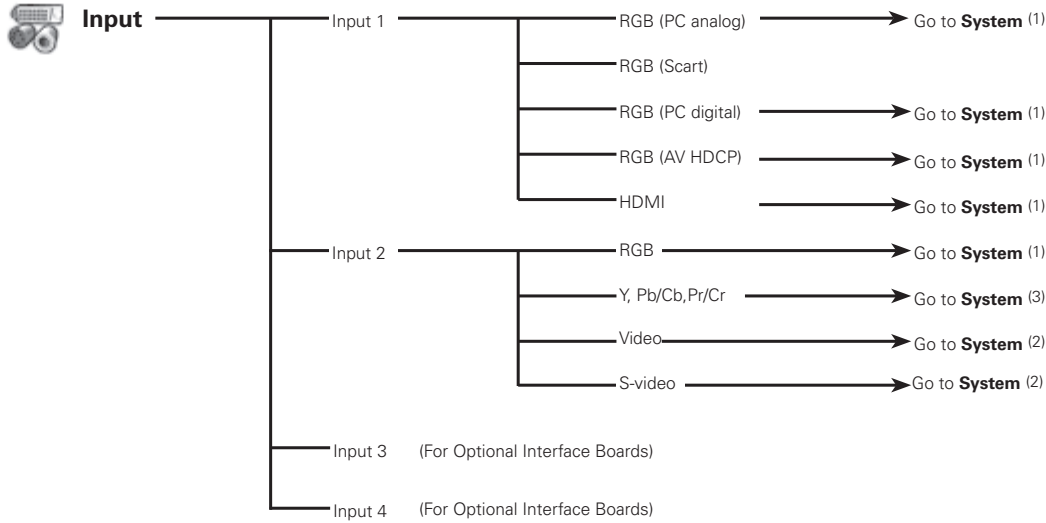 Input
Input 1
RGB (PC analog)
Go to System (1)
RGB (Scart)
RGB (PC digital)
Go to System (1)
RGB (AV HDCP)
Go to System (1)
HDMI
Go to System (1)
Input 2
RGB
Go to System (1)
Y, Pb/Cb,Pr/Cr
Go to System (3)
Video
Go to System (2)
S-video
Go to System (2)
Input 3
(For Optional Interface Boards)
Input 4
(For Optional Interface Boards)